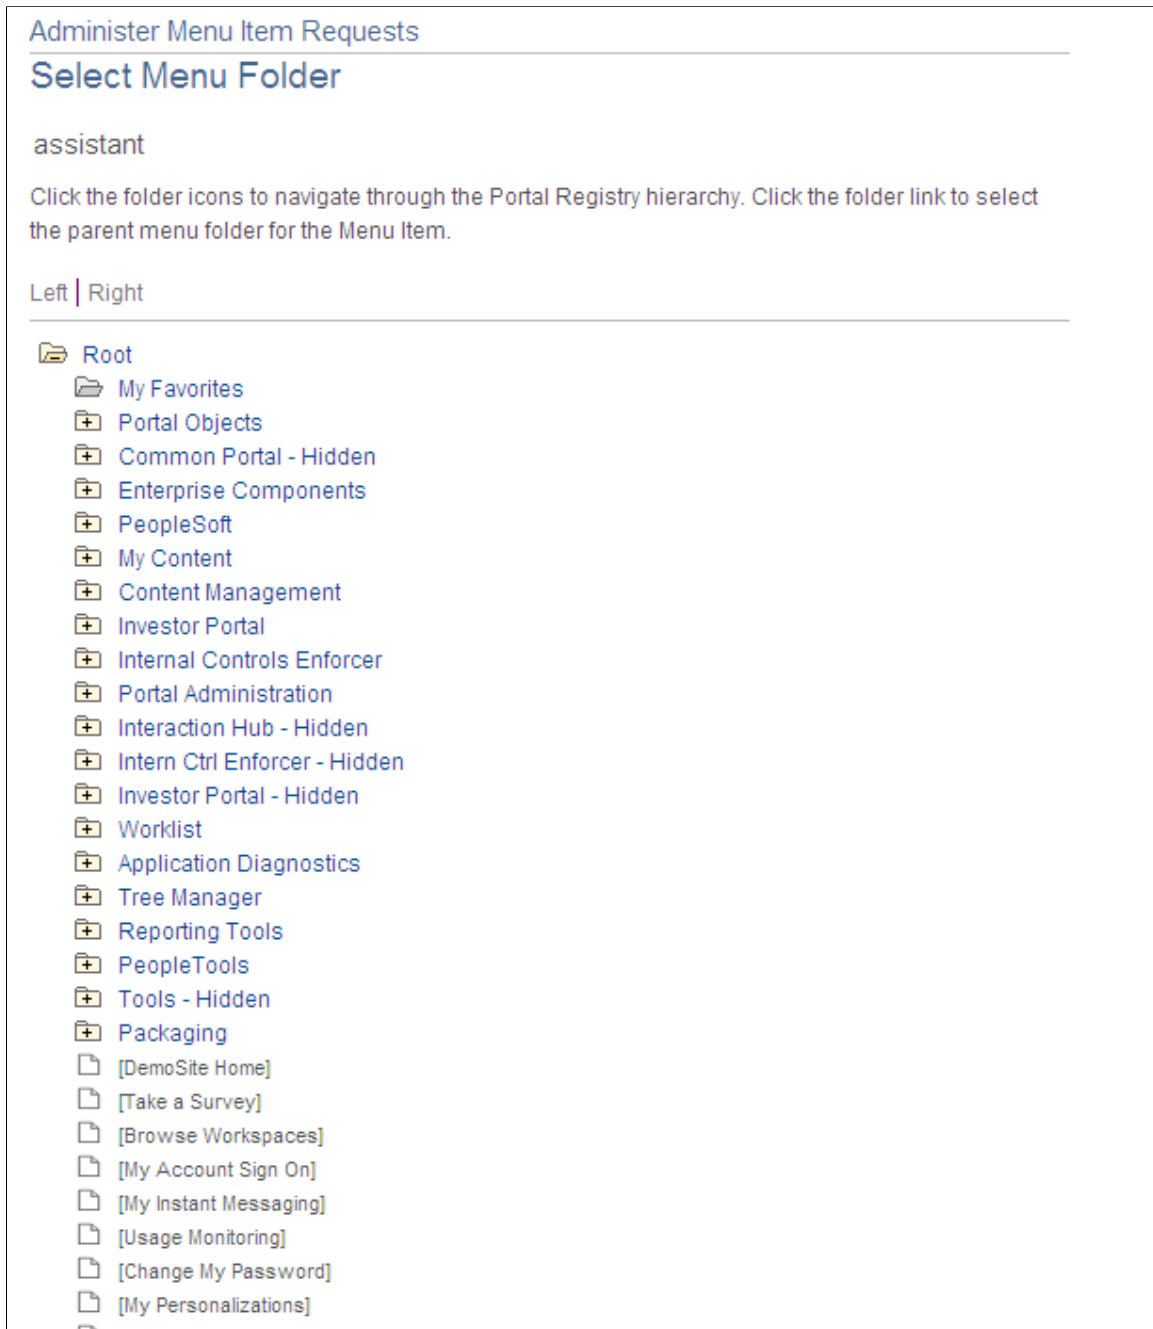 Administer Menu Item Requests
Select Menu Folder
assistant
Click the folder icons to navigate through the Portal Registry hierarchy. Click the folder link to select
the parent menu folder for the Menu Item.
Left | Right
Root
My Favorites
Portal Objects
Common Portal - Hidden
Enterprise Components
PeopleSoft
My Content
Content Management
Investor Portal
Internal Controls Enforcer
Portal Administration
Interaction Hub - Hidden
Intern Ctrl Enforcer - Hidden
Investor Portal - Hidden
Worklist
Application Diagnostics
Tree Manager
Reporting Tools
PeopleTools
Tools - Hidden
Packaging
[DemoSite Home]
[Take a Survey]
[Browse Workspaces]
[My Account Sign On]
[My Instant Messaging]
[Usage Monitoring]
[Change My Password]
[My Personalizations]